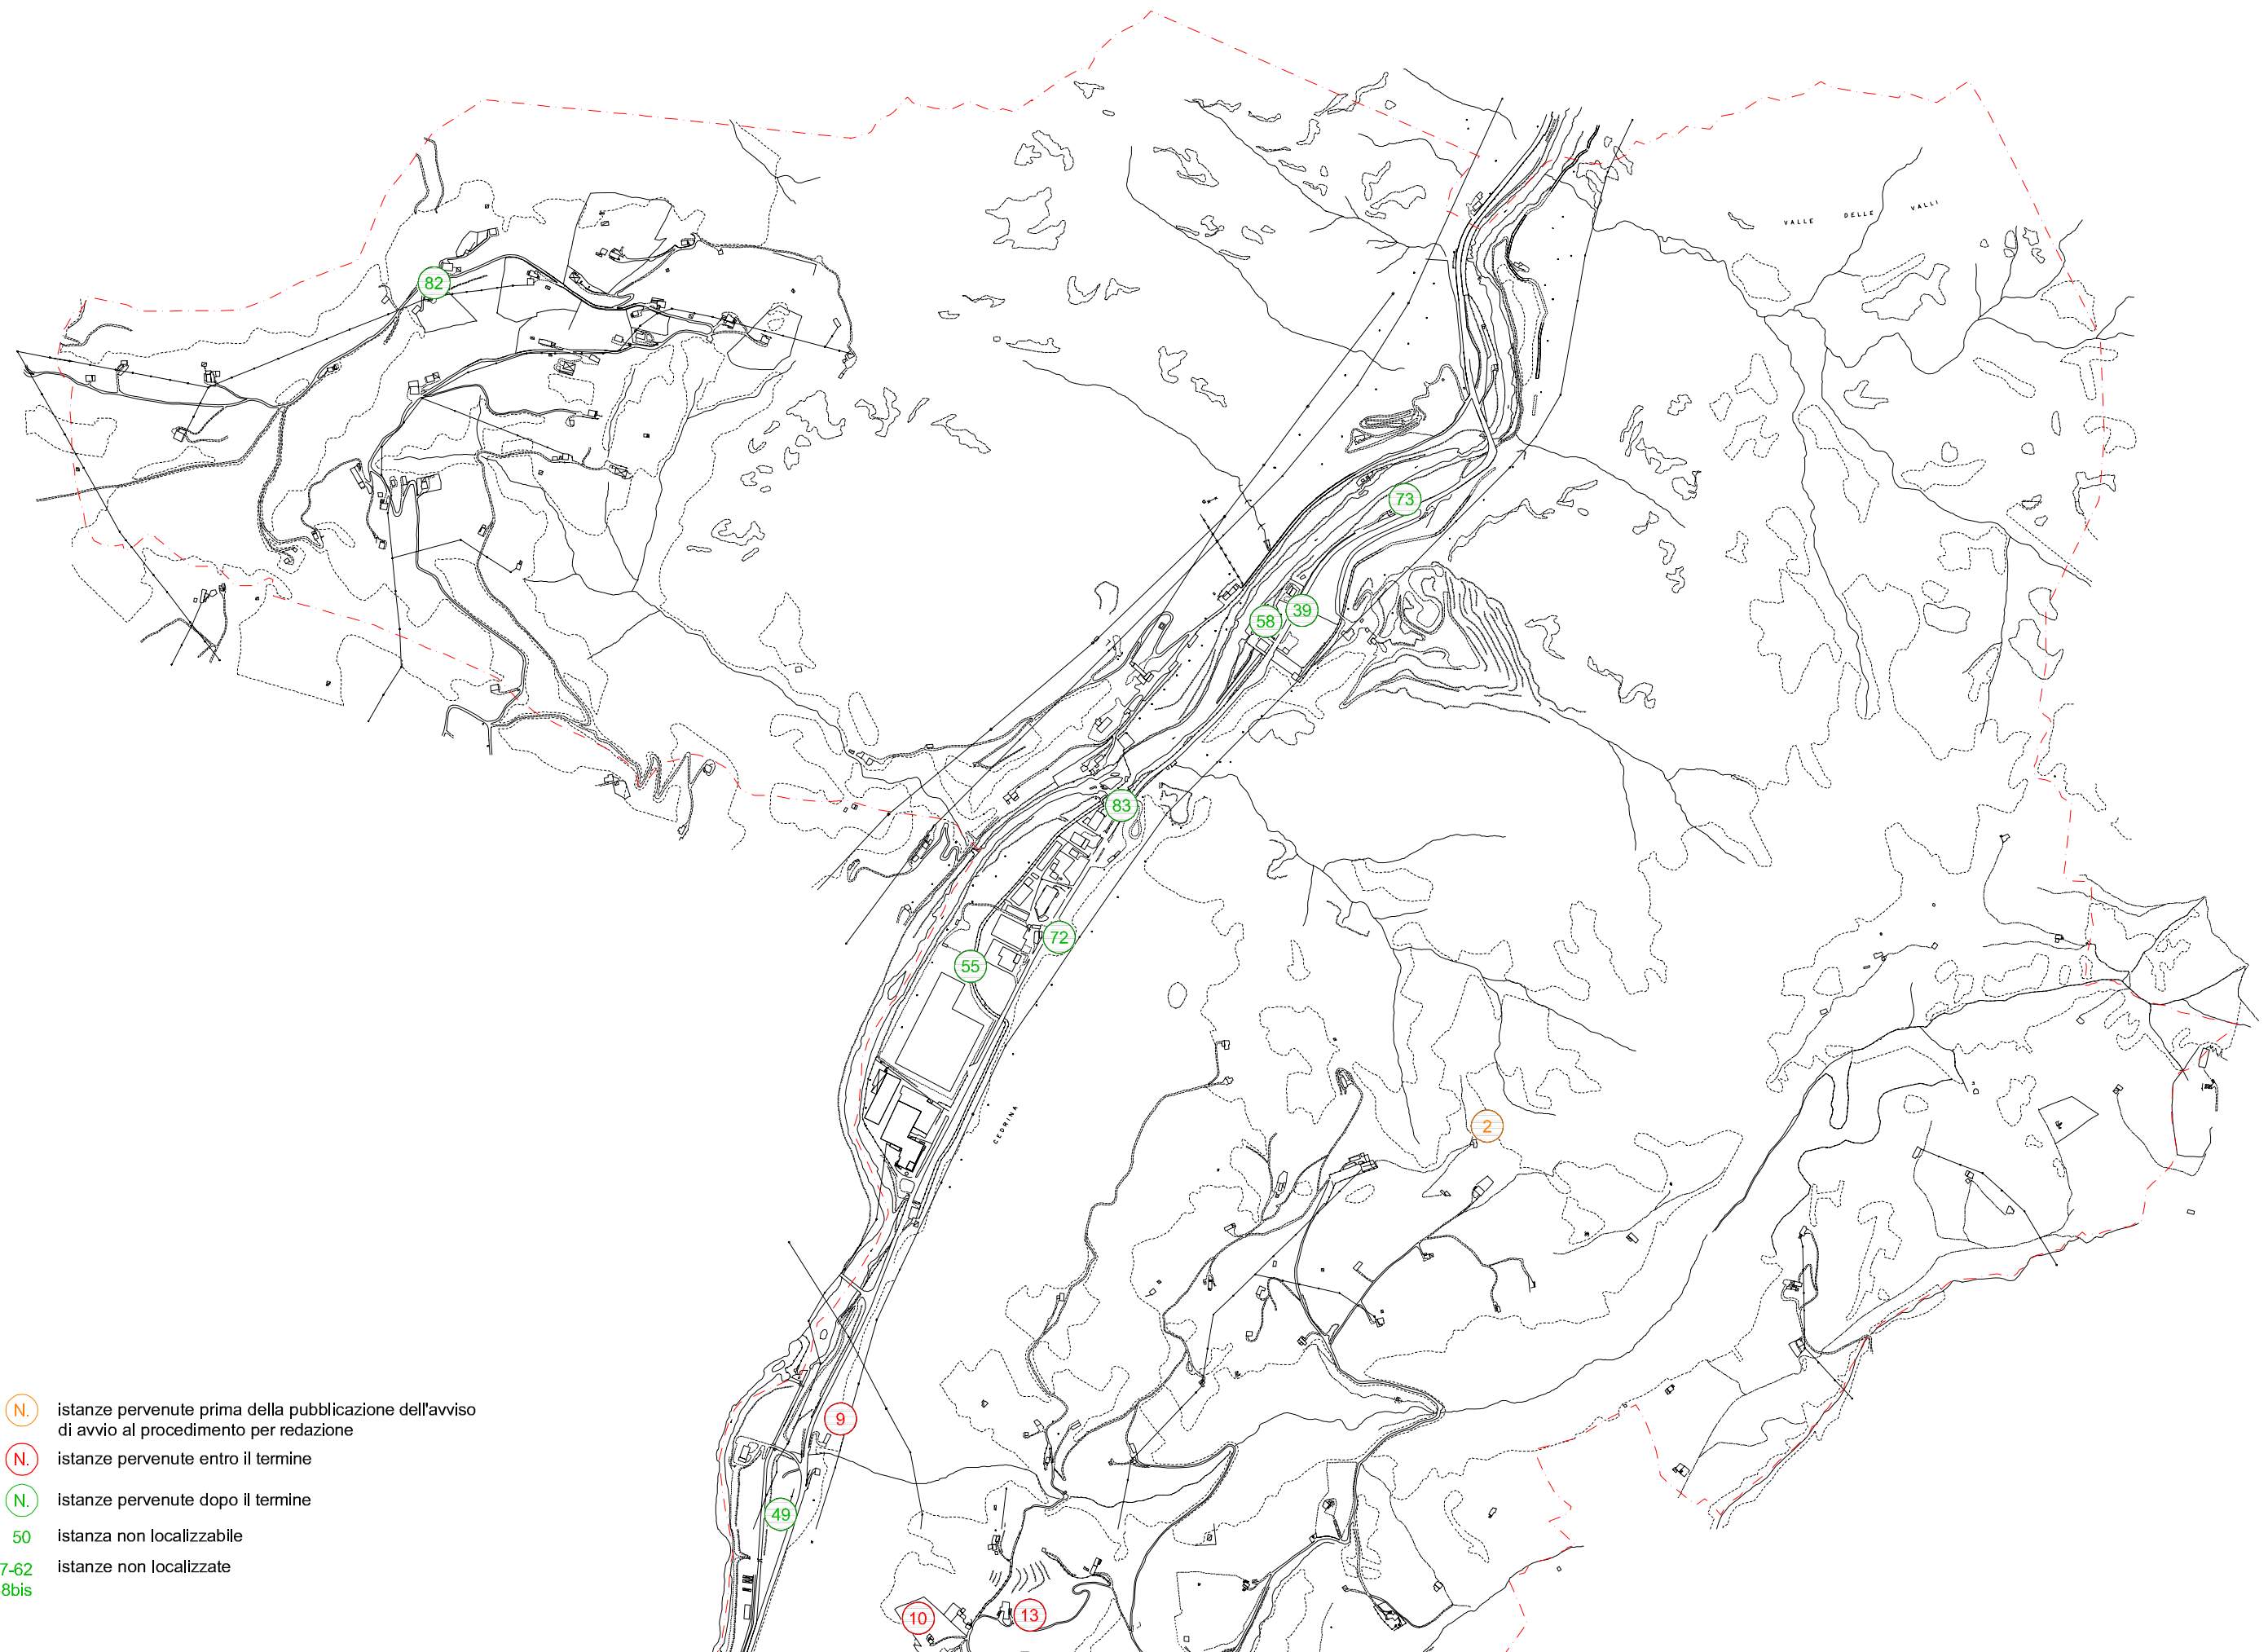 VALLE DELLE VALLI
82
73
39
58
83
72
55
CEDRINA
2
9
49
10
13
N. istanze pervenute prima della pubblicazione dell'avviso
di avvio al procedimento per redazione
N. istanze pervenute entro il termine
N. istanze pervenute dopo il termine
50 istanza non localizzabile
7-62 istanze non localizzate
8bis